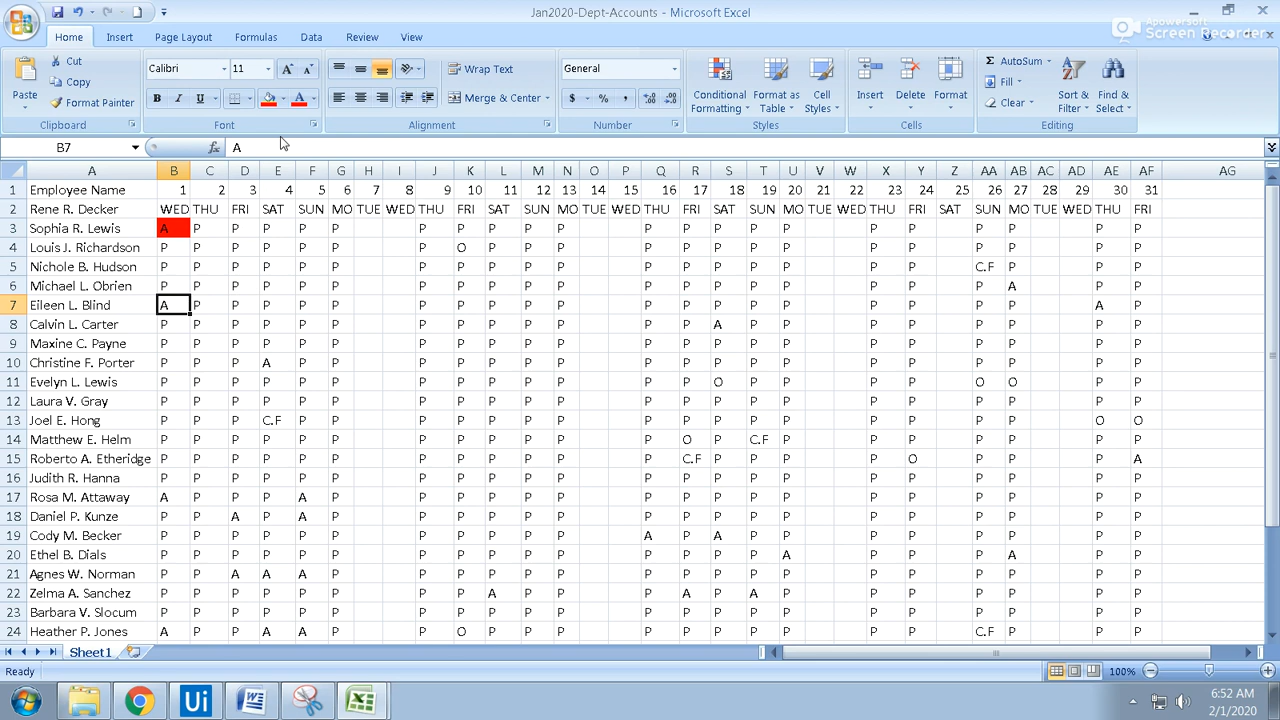 Jan2020-Dept-Accounts - Microsoft Excel
Apowersoft
Screen Recorder
Home Insert Page Layout Formulas Data Review View
Paste Cut Copy Format Painter Clipboard
Calibri 11 A A B I U A Font
Wrap Text Merge & Center Alignment
General $ % , Number
Conditional Formatting Format as Table Cell Styles Styles
Insert Delete Format Cells
AutoSum Fill Clear Sort & Filter Find & Select Editing
B7 fx A
A B C D E F G H I J K L M N O P Q R S T U V W X Y Z AA AB AC AD AE AF AG
1 Employee Name 1 2 3 4 5 6 7 8 9 10 11 12 13 14 15 16 17 18 19 20 21 22 23 24 25 26 27 28 29 30 31
2 Rene R. Decker WED THU FRI SAT SUN MO TUE WED THU FRI SAT SUN MO TUE WED THU FRI SAT SUN MO TUE WED THU FRI SAT SUN MO TUE WED THU FRI
3 Sophia R. Lewis A P P P P P P P P P P P P P P P P P P P P
4 Louis J. Richardson P P P P P P P O P P P P P P P P P P P P P
5 Nichole B. Hudson P P P P P P P P P P P P P P P P P C.F P P P
6 Michael L. Obrien P P P P P P P P P P P P P P P P P P A P P
7 Eileen L. Blind A P P P P P P P P P P P P P P P P P P A P
8 Calvin L. Carter P P P P P P P P P P P P P A P P P P P P P
9 Maxine C. Payne P P P P P P P P P P P P P P P P P P P P P
10 Christine F. Porter P P P A P P P P P P P P P P P P P P P P P
11 Evelyn L. Lewis P P P P P P P P P P P P P O P P P O O P P
12 Laura V. Gray P P P P P P P P P P P P P P P P P P P P P
13 Joel E. Hong P P P C.F P P P P P P P P P P P P P P P O O
14 Matthew E. Helm P P P P P P P P P P P P O P C.F P P P P P P
15 Roberto A. Etheridge P P P P P P P P P P P P C.F P P P O P P P A
16 Judith R. Hanna P P P P P P P P P P P P P P P P P P P P P
17 Rosa M. Attaway A P P P A P P P P P P P P P P P P P P P P
18 Daniel P. Kunze P P A P A P P P P P P P P P P P P P P P P
19 Cody M. Becker P P P P P P P P P P P A P A P P P P P P P
20 Ethel B. Dials P P P P P P P P P P P P P P P A P P A P P
21 Agnes W. Norman P P A A A P P P P P P P P P P P P P P P P
22 Zelma A. Sanchez P P P P P P P P A P P P A P A P P P P P P
23 Barbara V. Slocum P P P P P P P P P P P P P P P P P P P P P
24 Heather P. Jones A P P A A P P O P P P P P P P P P C.F P P P
Sheet1
Ready 100%
Ui
6:52 AM
2/1/2020